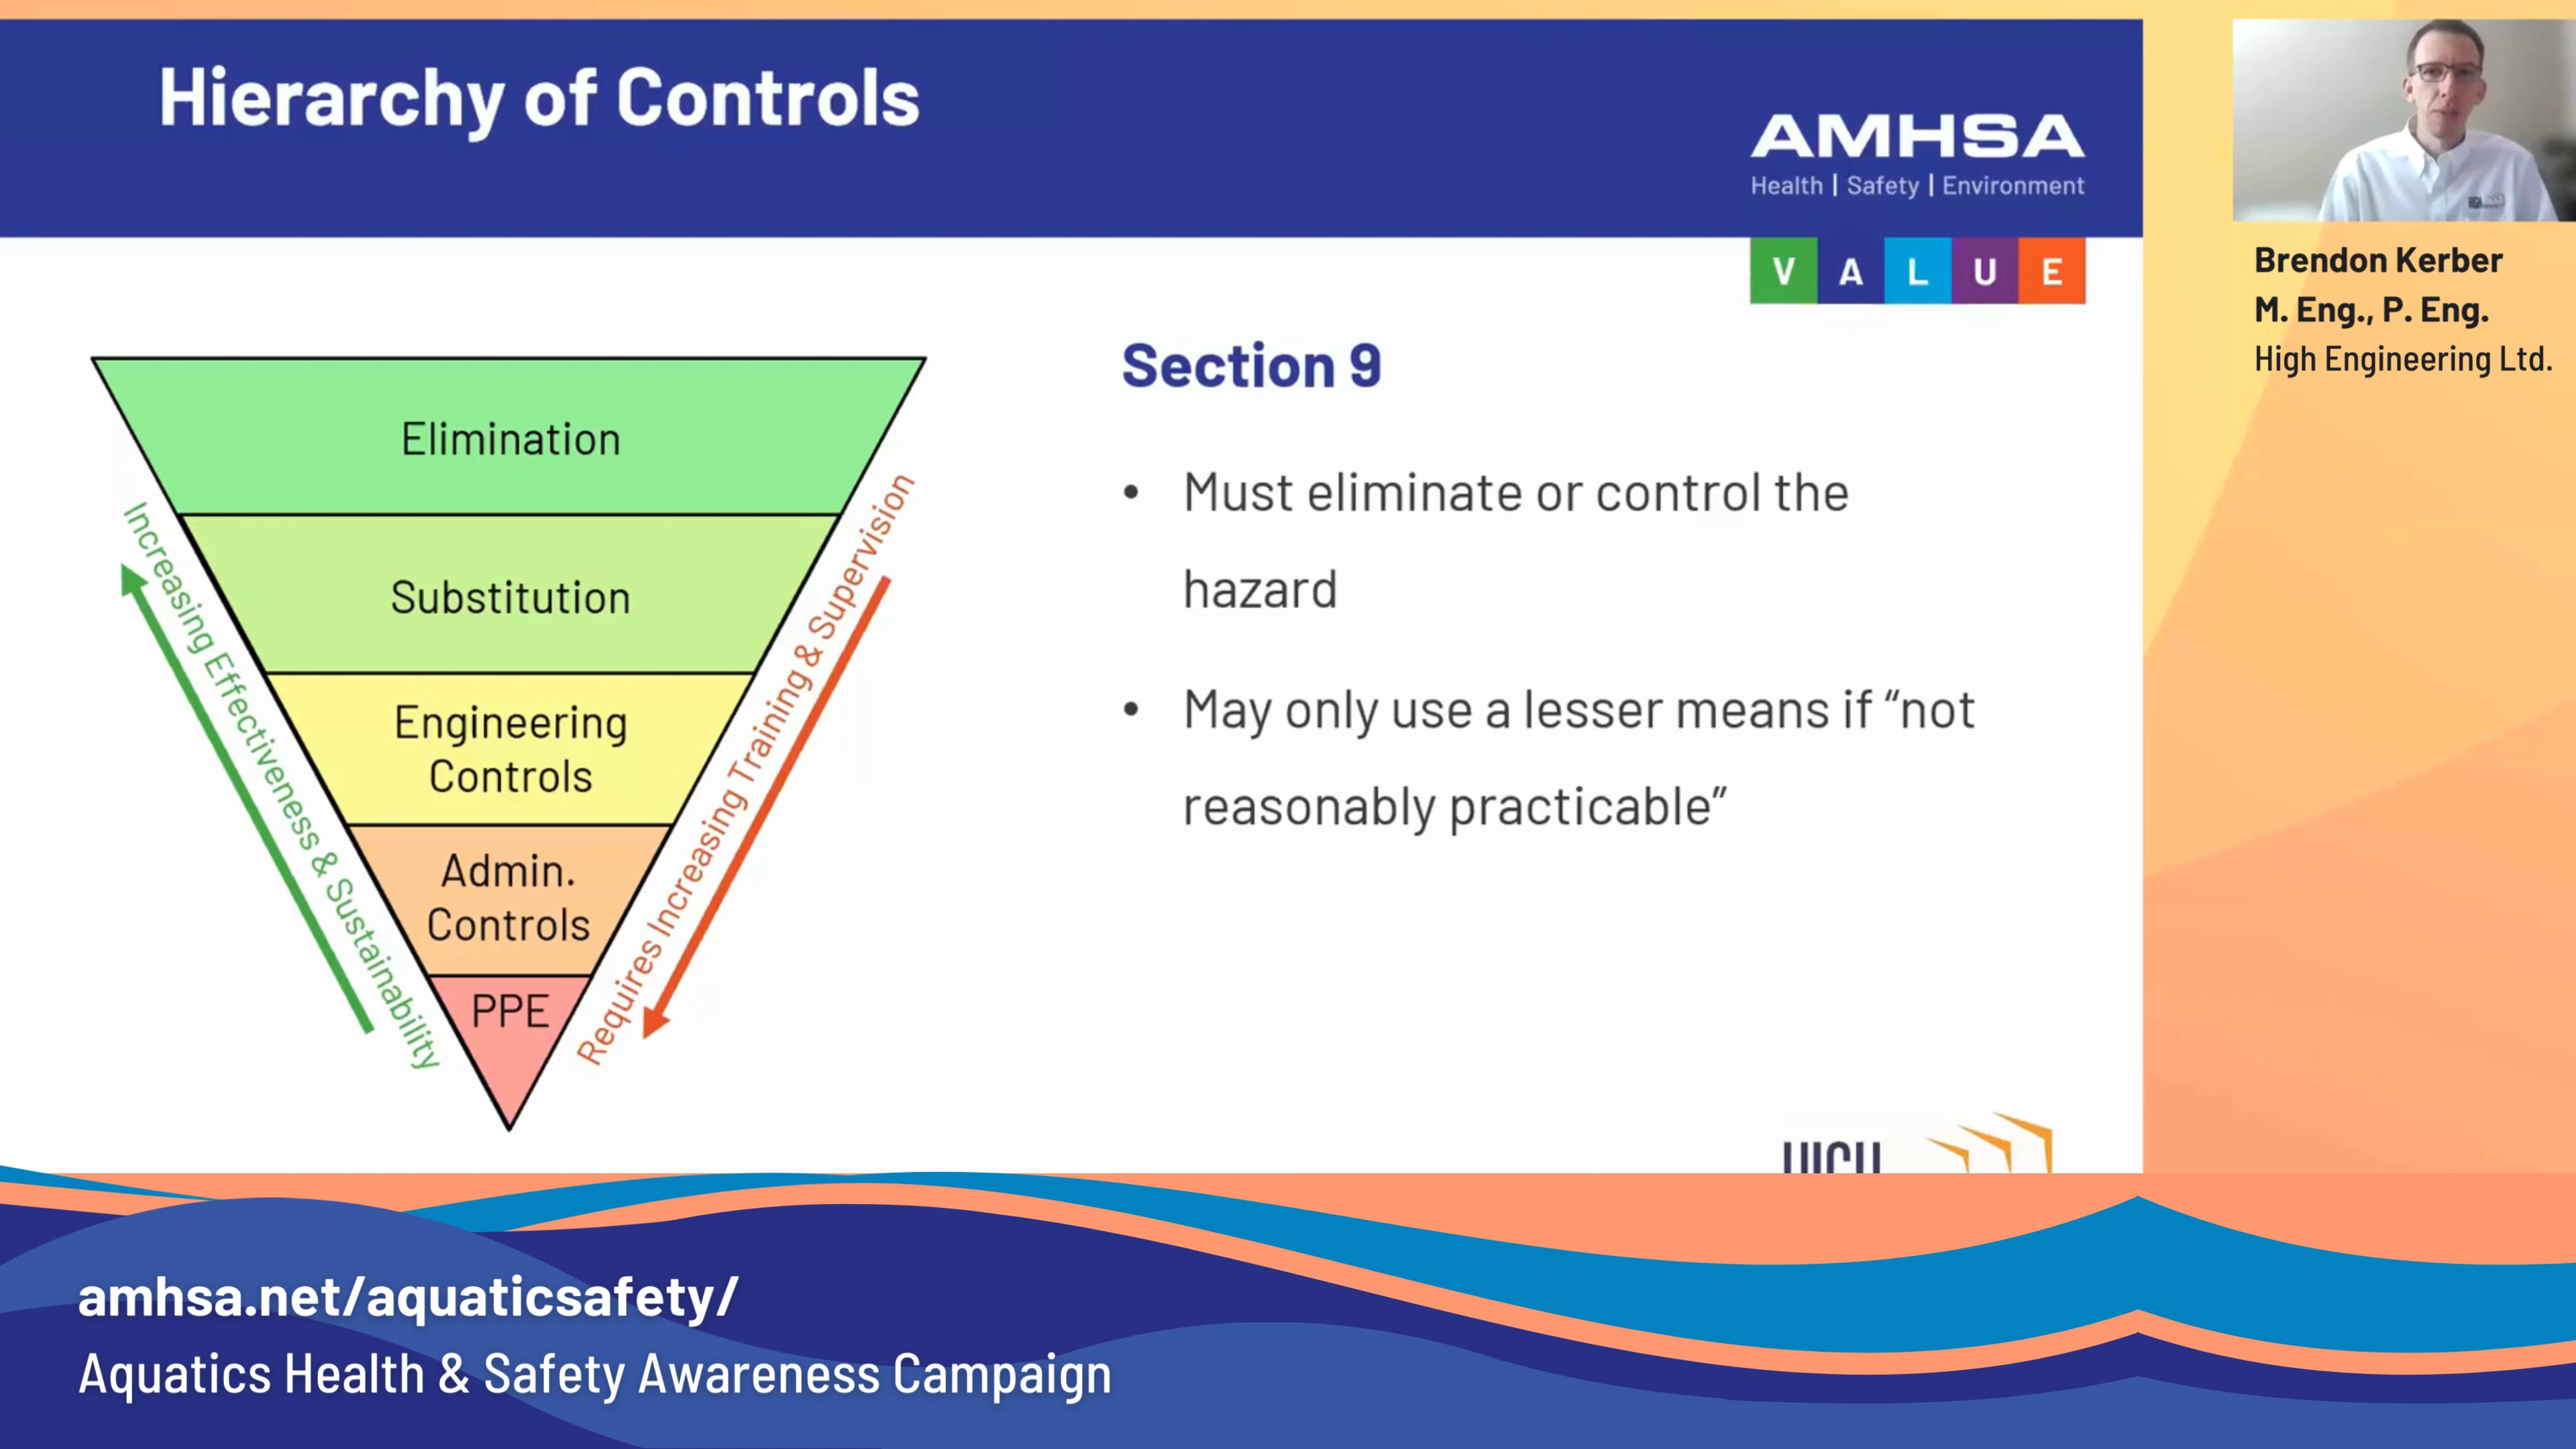 Hierarchy of Controls
AMHSA
Health | Safety | Environment
V A L U E
Brendon Kerber
M. Eng., P. Eng.
High Engineering Ltd.
Elimination
Substitution
Engineering
Controls
Admin.
Controls
PPE
Increasing Effectiveness & Sustainability
Requires Increasing Training & Supervision
Section 9
• Must eliminate or control the
hazard
• May only use a lesser means if “not
reasonably practicable”
amhsa.net/aquaticsafety/
Aquatics Health & Safety Awareness Campaign